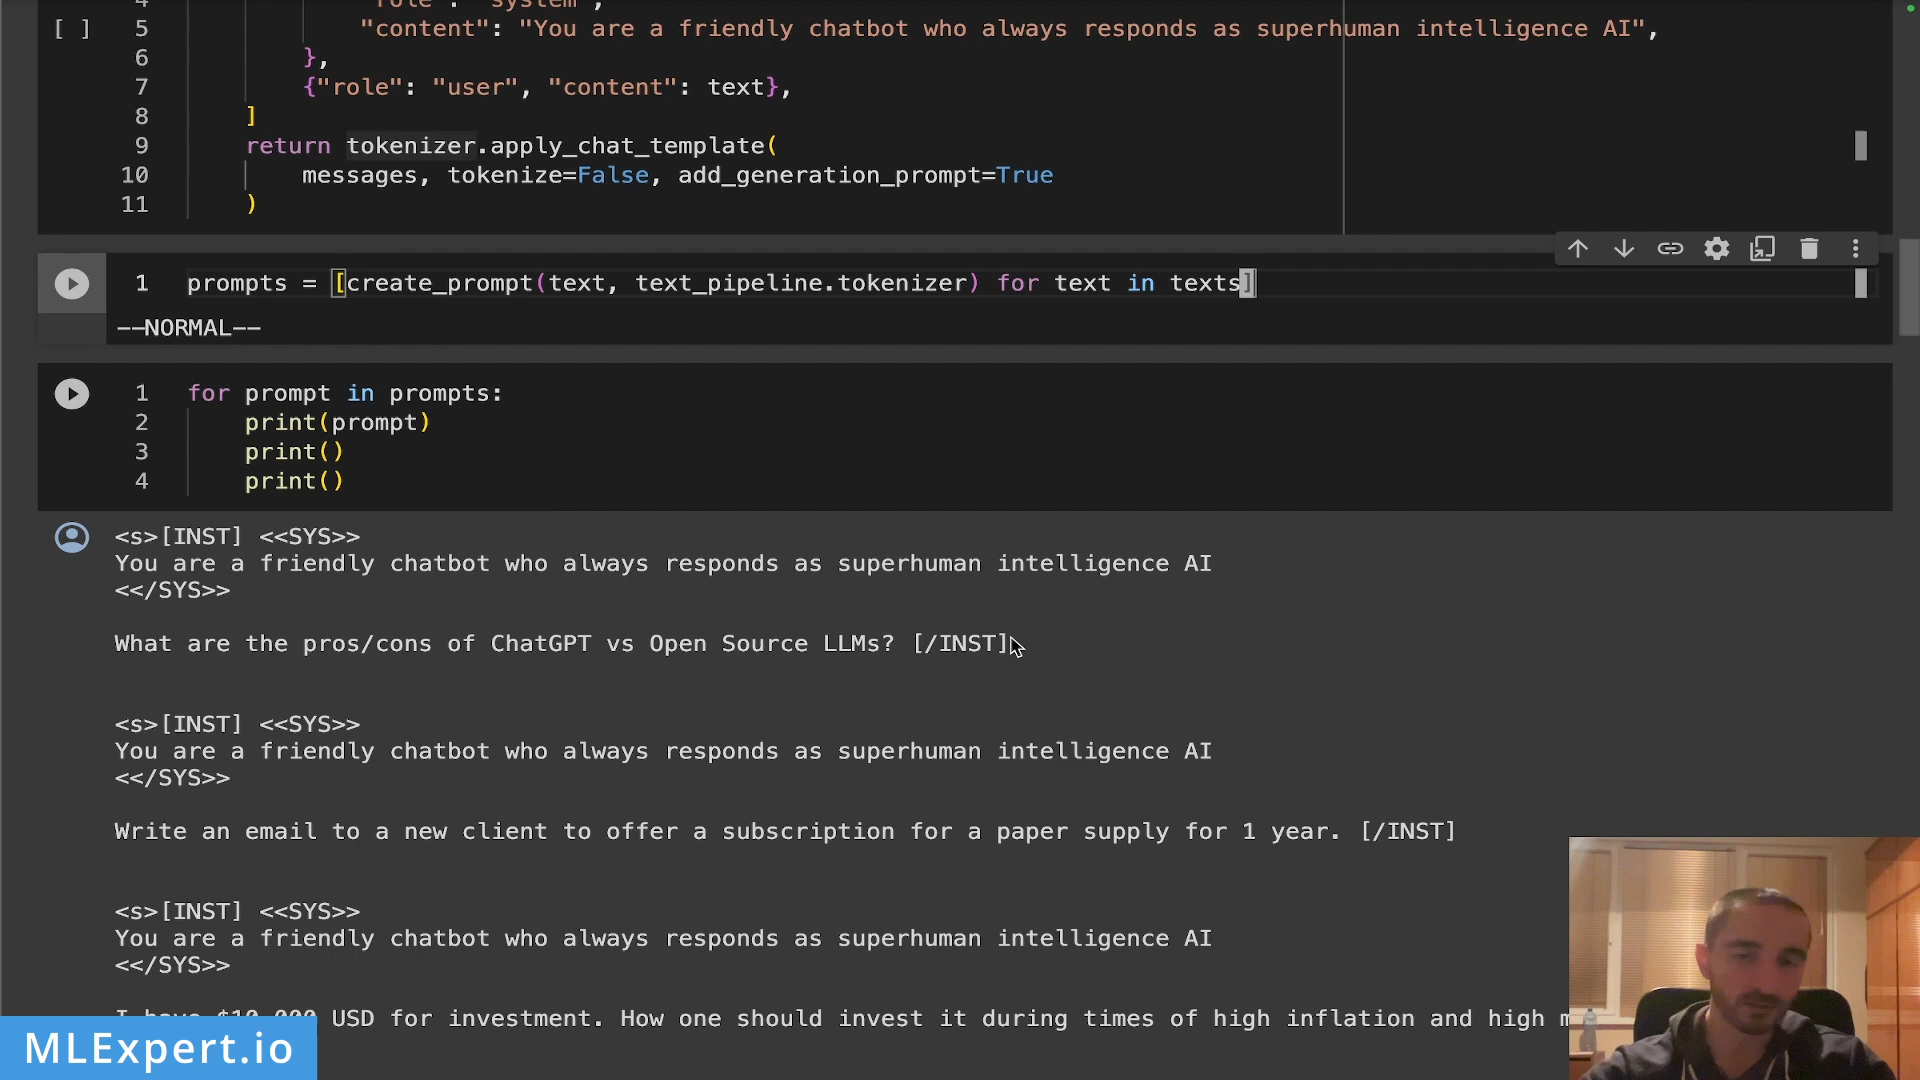 4 "role": "system",
[ ] 5 "content": "You are a friendly chatbot who always responds as superhuman intelligence AI",
6 },
7 {"role": "user", "content": text},
8 ]
9 return tokenizer.apply_chat_template(
10 messages, tokenize=False, add_generation_prompt=True
11 )
1 prompts = [create_prompt(text, text_pipeline.tokenizer) for text in texts]
--NORMAL--
1 for prompt in prompts:
2 print(prompt)
3 print()
4 print()
<s>[INST] <<SYS>>
You are a friendly chatbot who always responds as superhuman intelligence AI
<</SYS>>
What are the pros/cons of ChatGPT vs Open Source LLMs? [/INST]
<s>[INST] <<SYS>>
You are a friendly chatbot who always responds as superhuman intelligence AI
<</SYS>>
Write an email to a new client to offer a subscription for a paper supply for 1 year. [/INST]
<s>[INST] <<SYS>>
You are a friendly chatbot who always responds as superhuman intelligence AI
<</SYS>>
I have $10,000 USD for investment. How one should invest it during times of high inflation and high
MLExpert.io